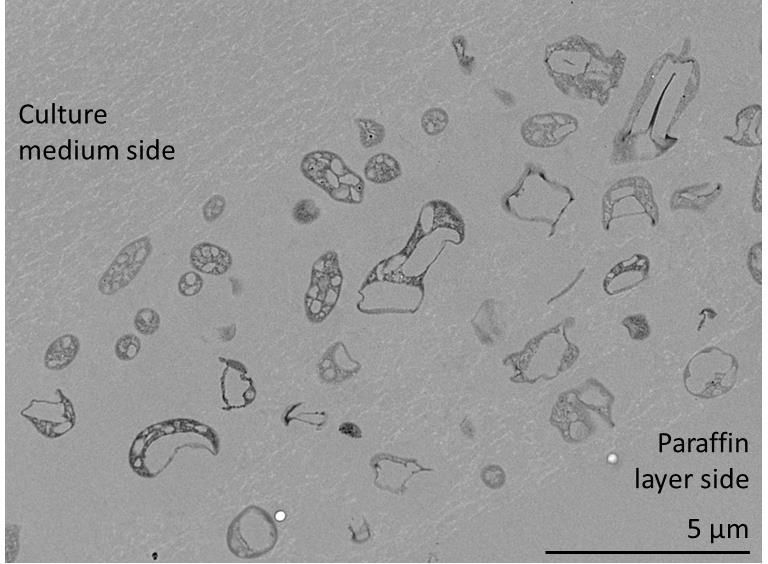 Culture
medium side
Paraffin
layer side
5 µm